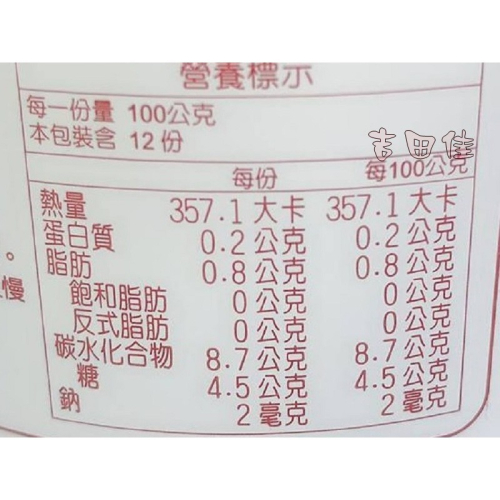 營養標示
每一份量 100公克
本包裝含 12 份
吉田佳
每份 每100公克
熱量 357.1 大卡 357.1 大卡
蛋白質 0.2 公克 0.2 公克
脂肪 0.8 公克 0.8 公克
飽和脂肪 0 公克 0 公克
反式脂肪 0 公克 0 公克
碳水化合物 8.7 公克 8.7 公克
糖 4.5 公克 4.5 公克
鈉 2 毫克 2 毫克
。
慢